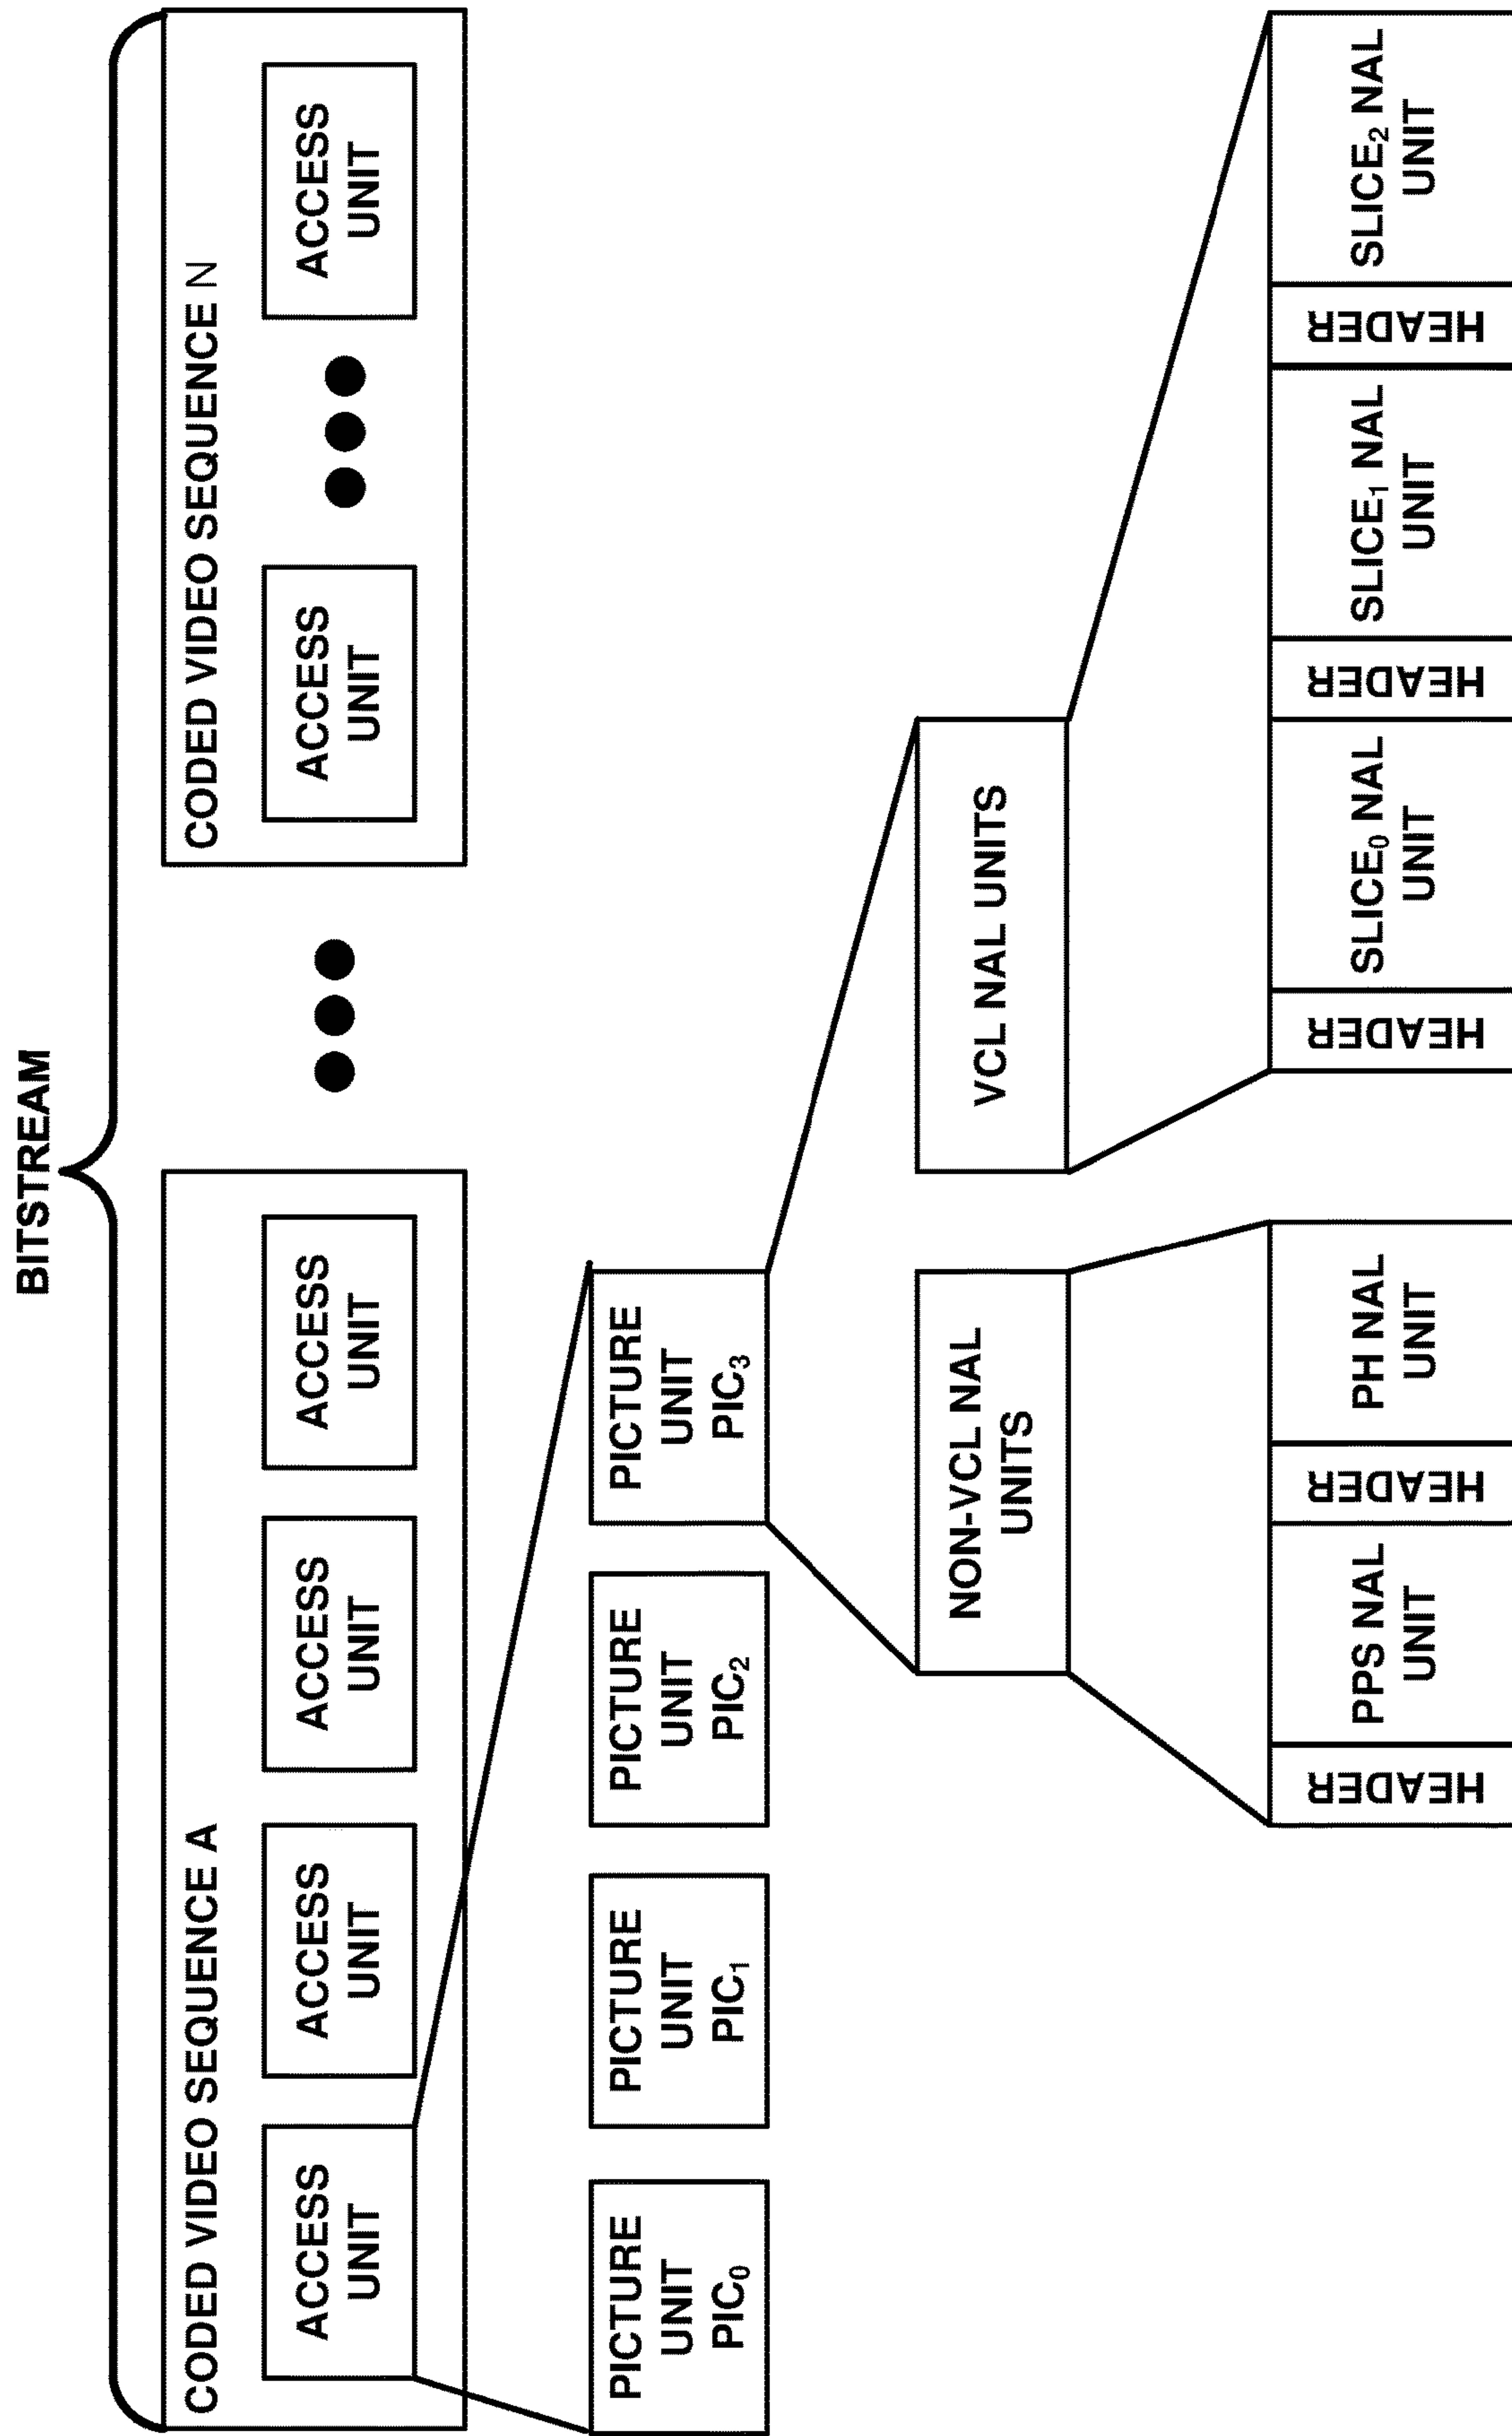 BITSTREAM
CODED VIDEO SEQUENCE A
ACCESS
UNIT
ACCESS
UNIT
ACCESS
UNIT
ACCESS
UNIT
CODED VIDEO SEQUENCE N
ACCESS
UNIT
ACCESS
UNIT
PICTURE
UNIT
PIC₀
PICTURE
UNIT
PIC₁
PICTURE
UNIT
PIC₂
PICTURE
UNIT
PIC₃
NON-VCL NAL
UNITS
VCL NAL UNITS
HEADER
PPS NAL
UNIT
HEADER
PH NAL
UNIT
HEADER
SLICE₀ NAL
UNIT
HEADER
SLICE₁ NAL
UNIT
HEADER
SLICE₂ NAL
UNIT